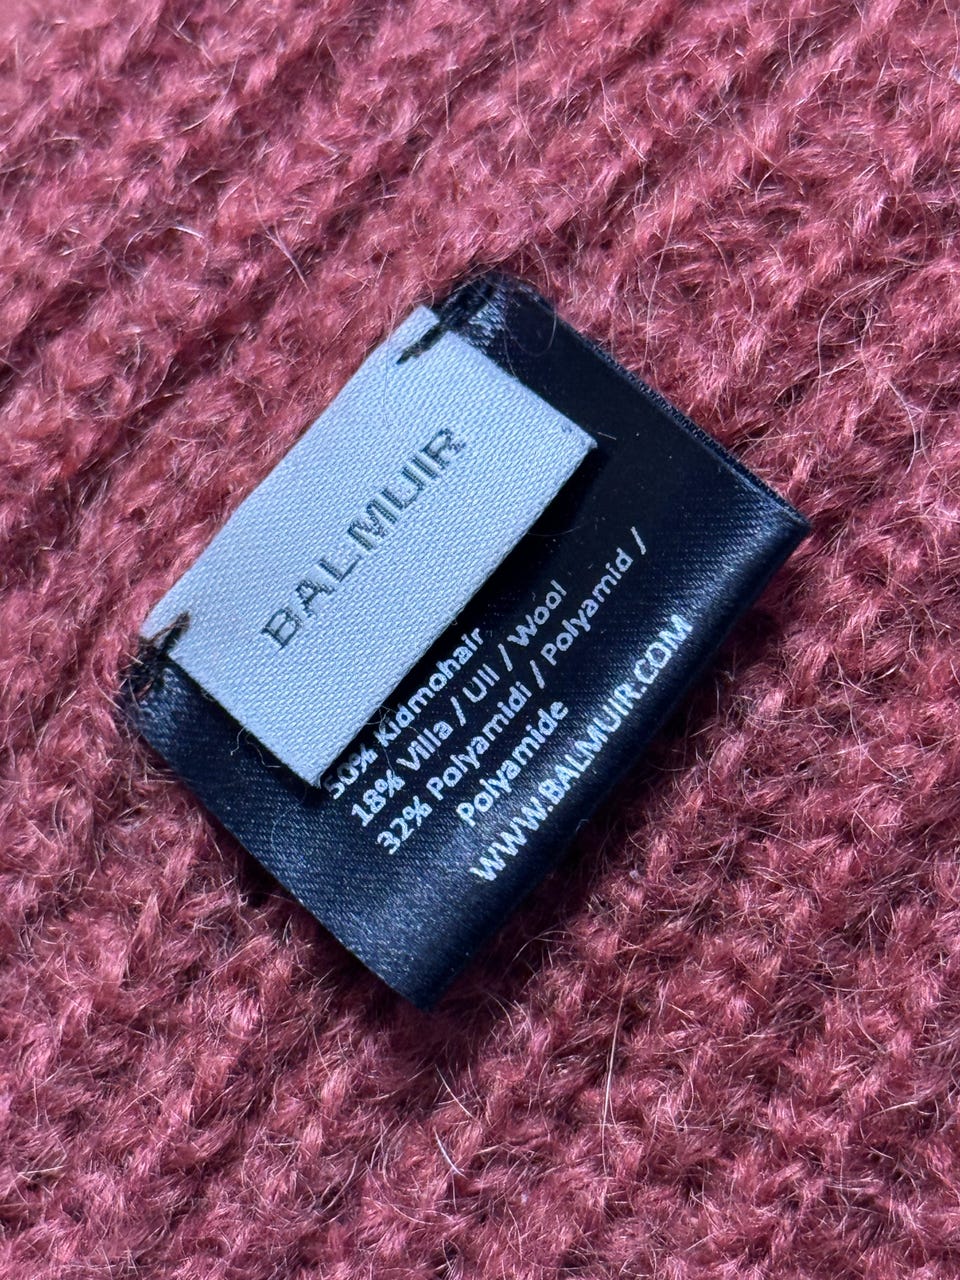 BALMUIR
50% Kidmohair
18% Villa / Ull / Wool
32% Polyamidi / Polyamid /
Polyamide
WWW.BALMUIR.COM